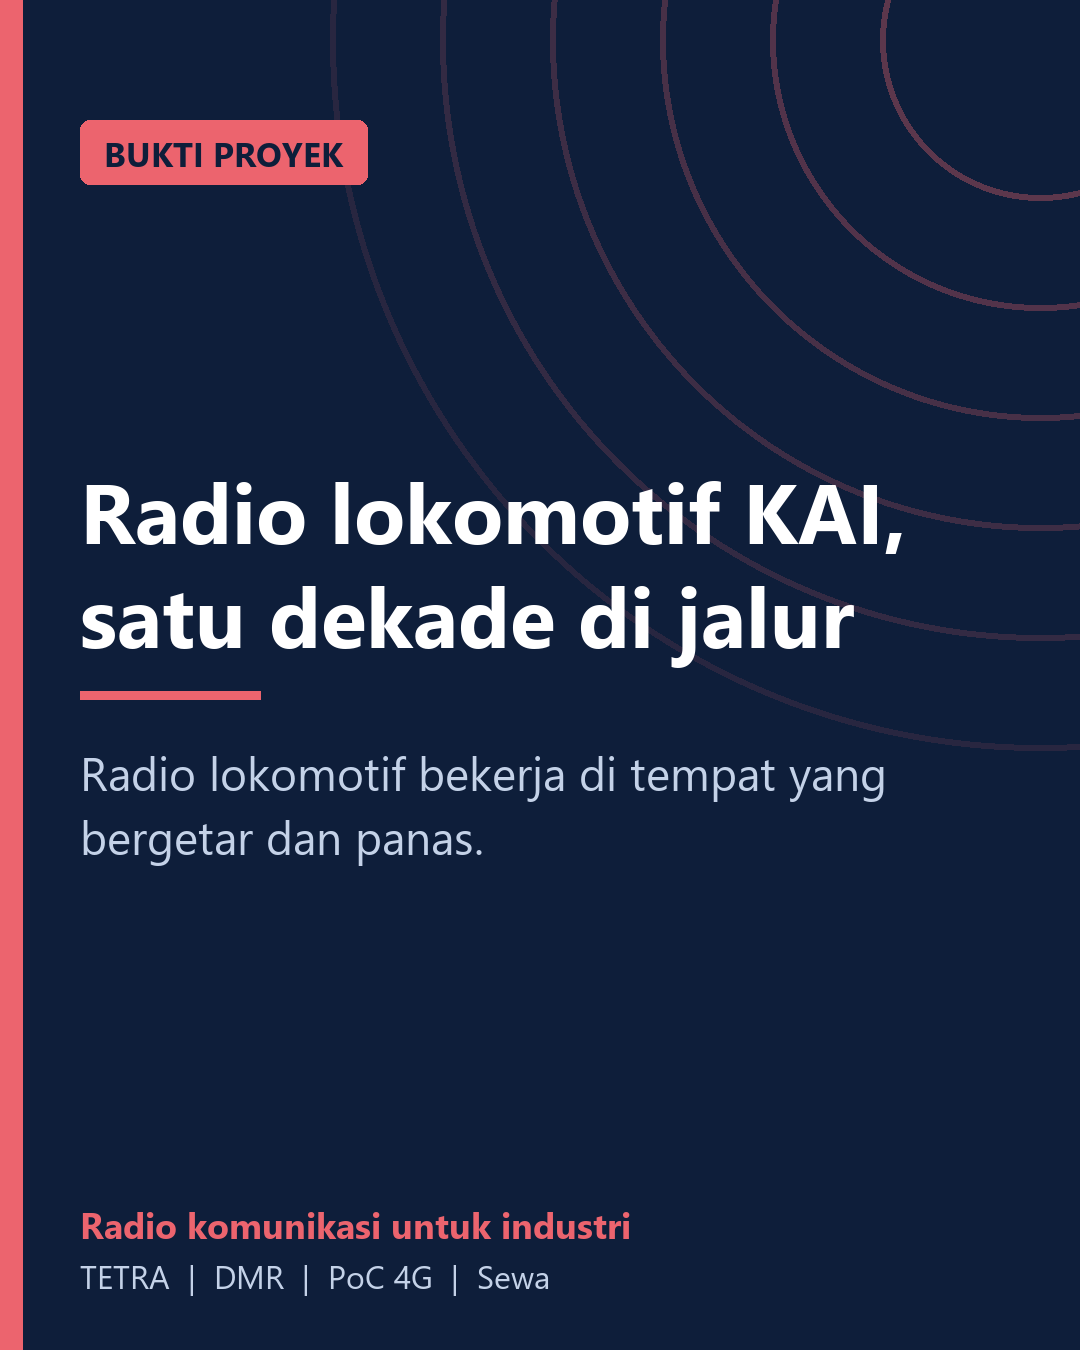 BUKTI PROYEK
Radio lokomotif KAI,
satu dekade di jalur
Radio lokomotif bekerja di tempat yang
bergetar dan panas.
Radio komunikasi untuk industri
TETRA | DMR | PoC 4G | Sewa